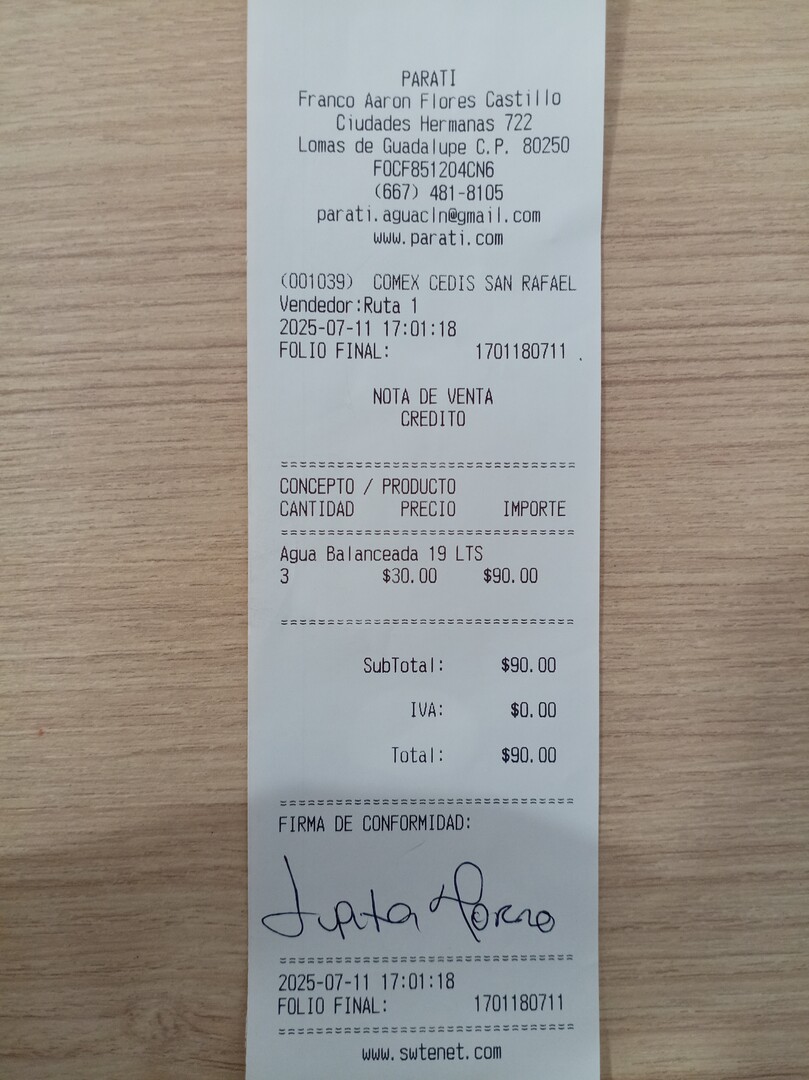 PARATI
Franco Aaron Flores Castillo
Ciudades Hermanas 722
Lomas de Guadalupe C.P. 80250
FOCF851204CN6
(667) 481-8105
parati.aguacln@gmail.com
www.parati.com
(001039) COMEX CEDIS SAN RAFAEL
Vendedor:Ruta 1
2025-07-11 17:01:18
FOLIO FINAL: 1701180711 .
NOTA DE VENTA
CREDITO
==============================
CONCEPTO / PRODUCTO
CANTIDAD PRECIO IMPORTE
==============================
Agua Balanceada 19 LTS
3 $30.00 $90.00
==============================
SubTotal: $90.00
IVA: $0.00
Total: $90.00
==============================
FIRMA DE CONFORMIDAD:
==============================
2025-07-11 17:01:18
FOLIO FINAL: 1701180711
==============================
www.swtenet.com